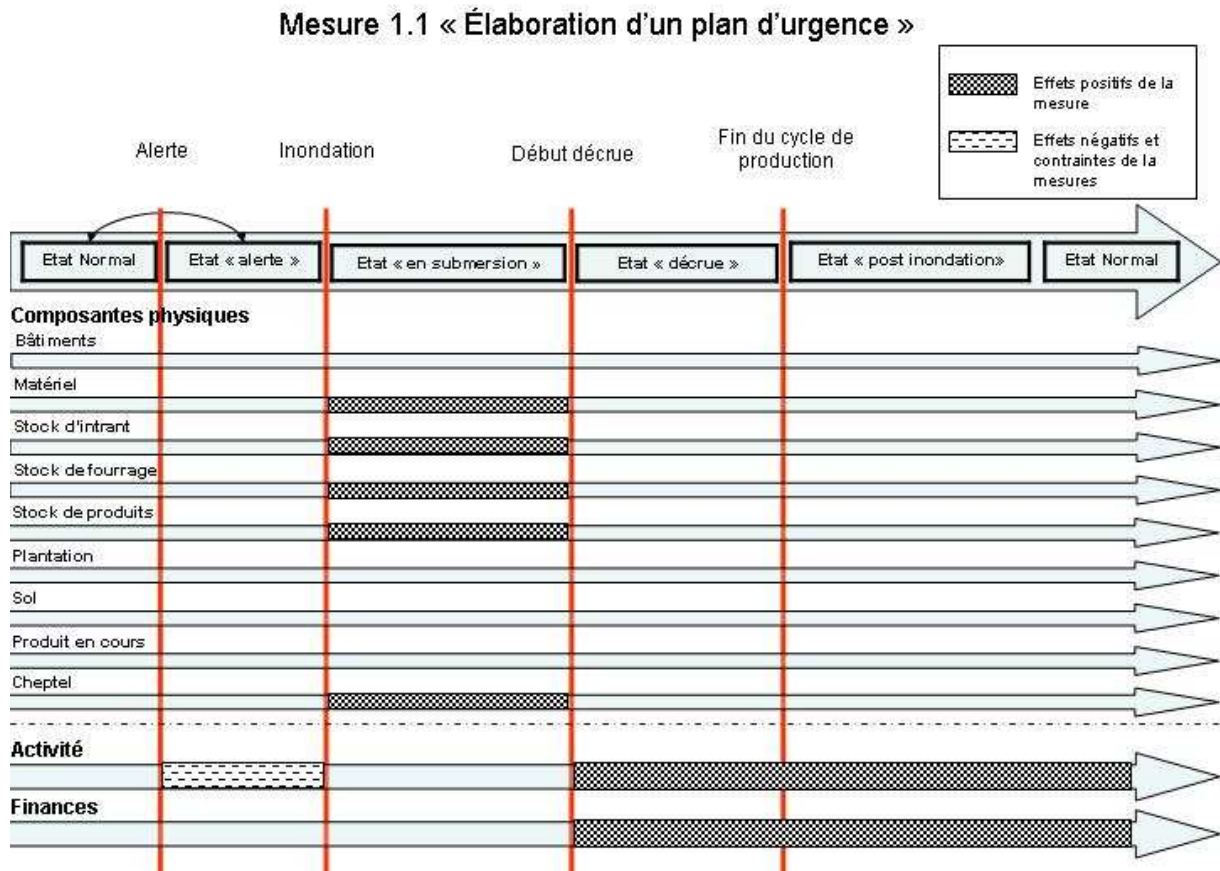 Mesure 1.1 « Élaboration d'un plan d'urgence »
Effets positifs de la
mesure
Effets négatifs et
contraintes de la
mesures
Alerte
Inondation
Début décrue
Fin du cycle de
production
Etat Normal
Etat « alerte »
Etat « en submersion »
Etat « décrue »
Etat « post inondation»
Etat Normal
Composantes physiques
Bâtiments
Matériel
Stock d'intrant
Stock de fourrage
Stock de produits
Plantation
Sol
Produit en cours
Cheptel
Activité
Finances